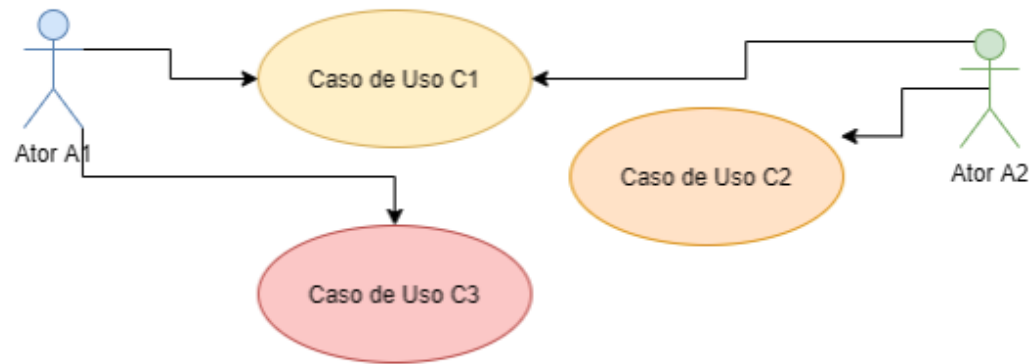 Caso de Uso C1
Ator A1
Caso de Uso C2
Ator A2
Caso de Uso C3